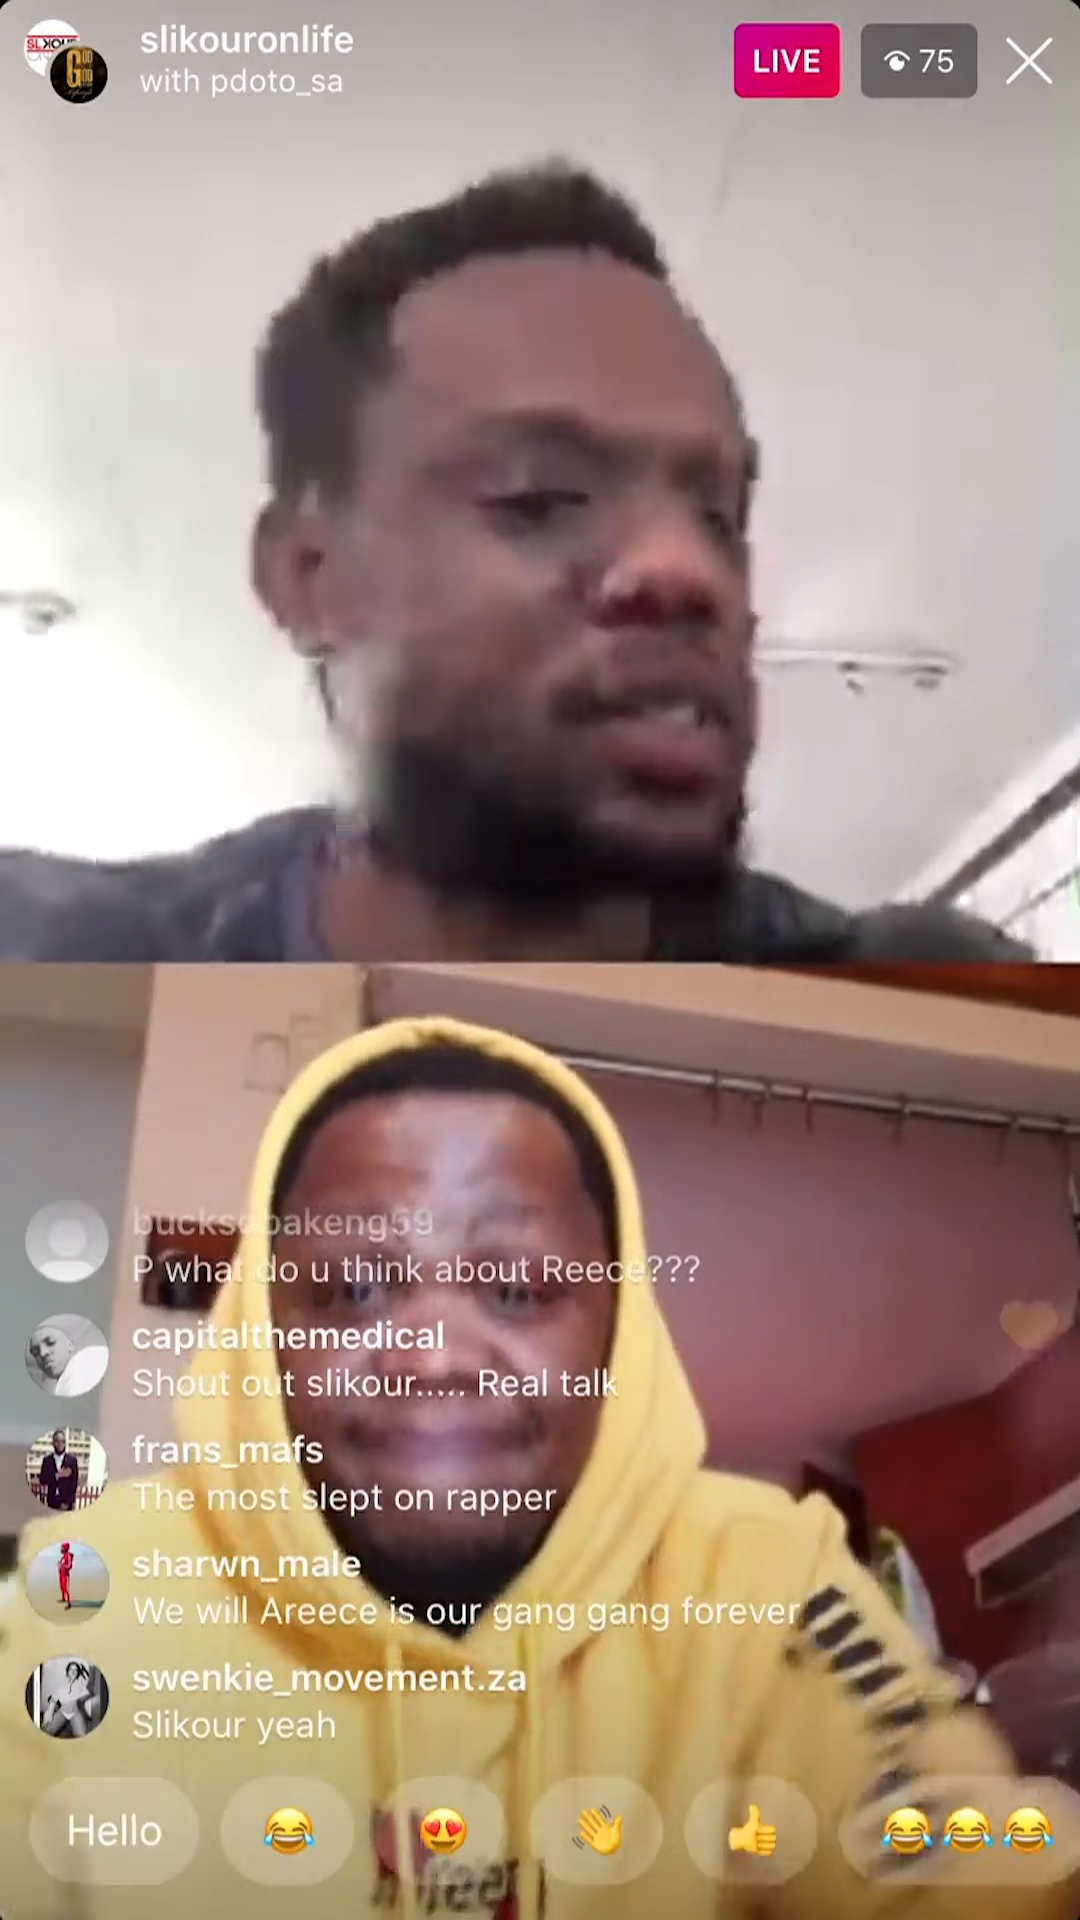 slikouronlife
with pdoto_sa
LIVE
75
bucksebakeng59
P what do u think about Reece???
capitalthemedical
Shout out slikour..... Real talk
frans_mafs
The most slept on rapper
sharwn_male
We will Areece is our gang gang forever
swenkie_movement.za
Slikour yeah
Hello 😂 😍 👋 👍 😂😂😂